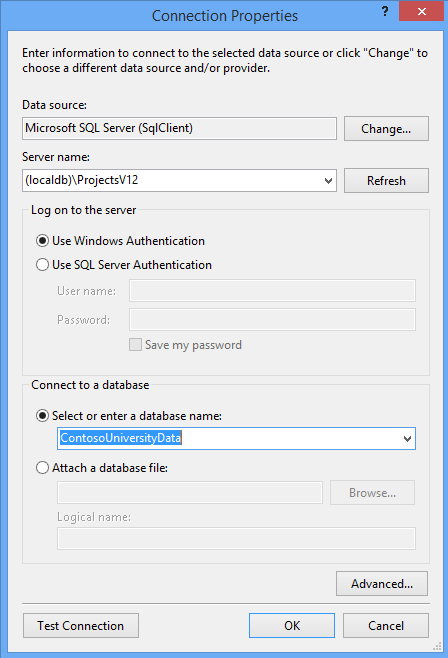 Connection Properties
? ×
Enter information to connect to the selected data source or click "Change" to
choose a different data source and/or provider.
Data source:
Microsoft SQL Server (SqlClient)
Change...
Server name:
(localdb)\ProjectsV12
Refresh
Log on to the server
Use Windows Authentication
Use SQL Server Authentication
User name:
Password:
Save my password
Connect to a database
Select or enter a database name:
ContosoUniversityData
Attach a database file:
Browse...
Logical name:
Advanced...
Test Connection
OK
Cancel